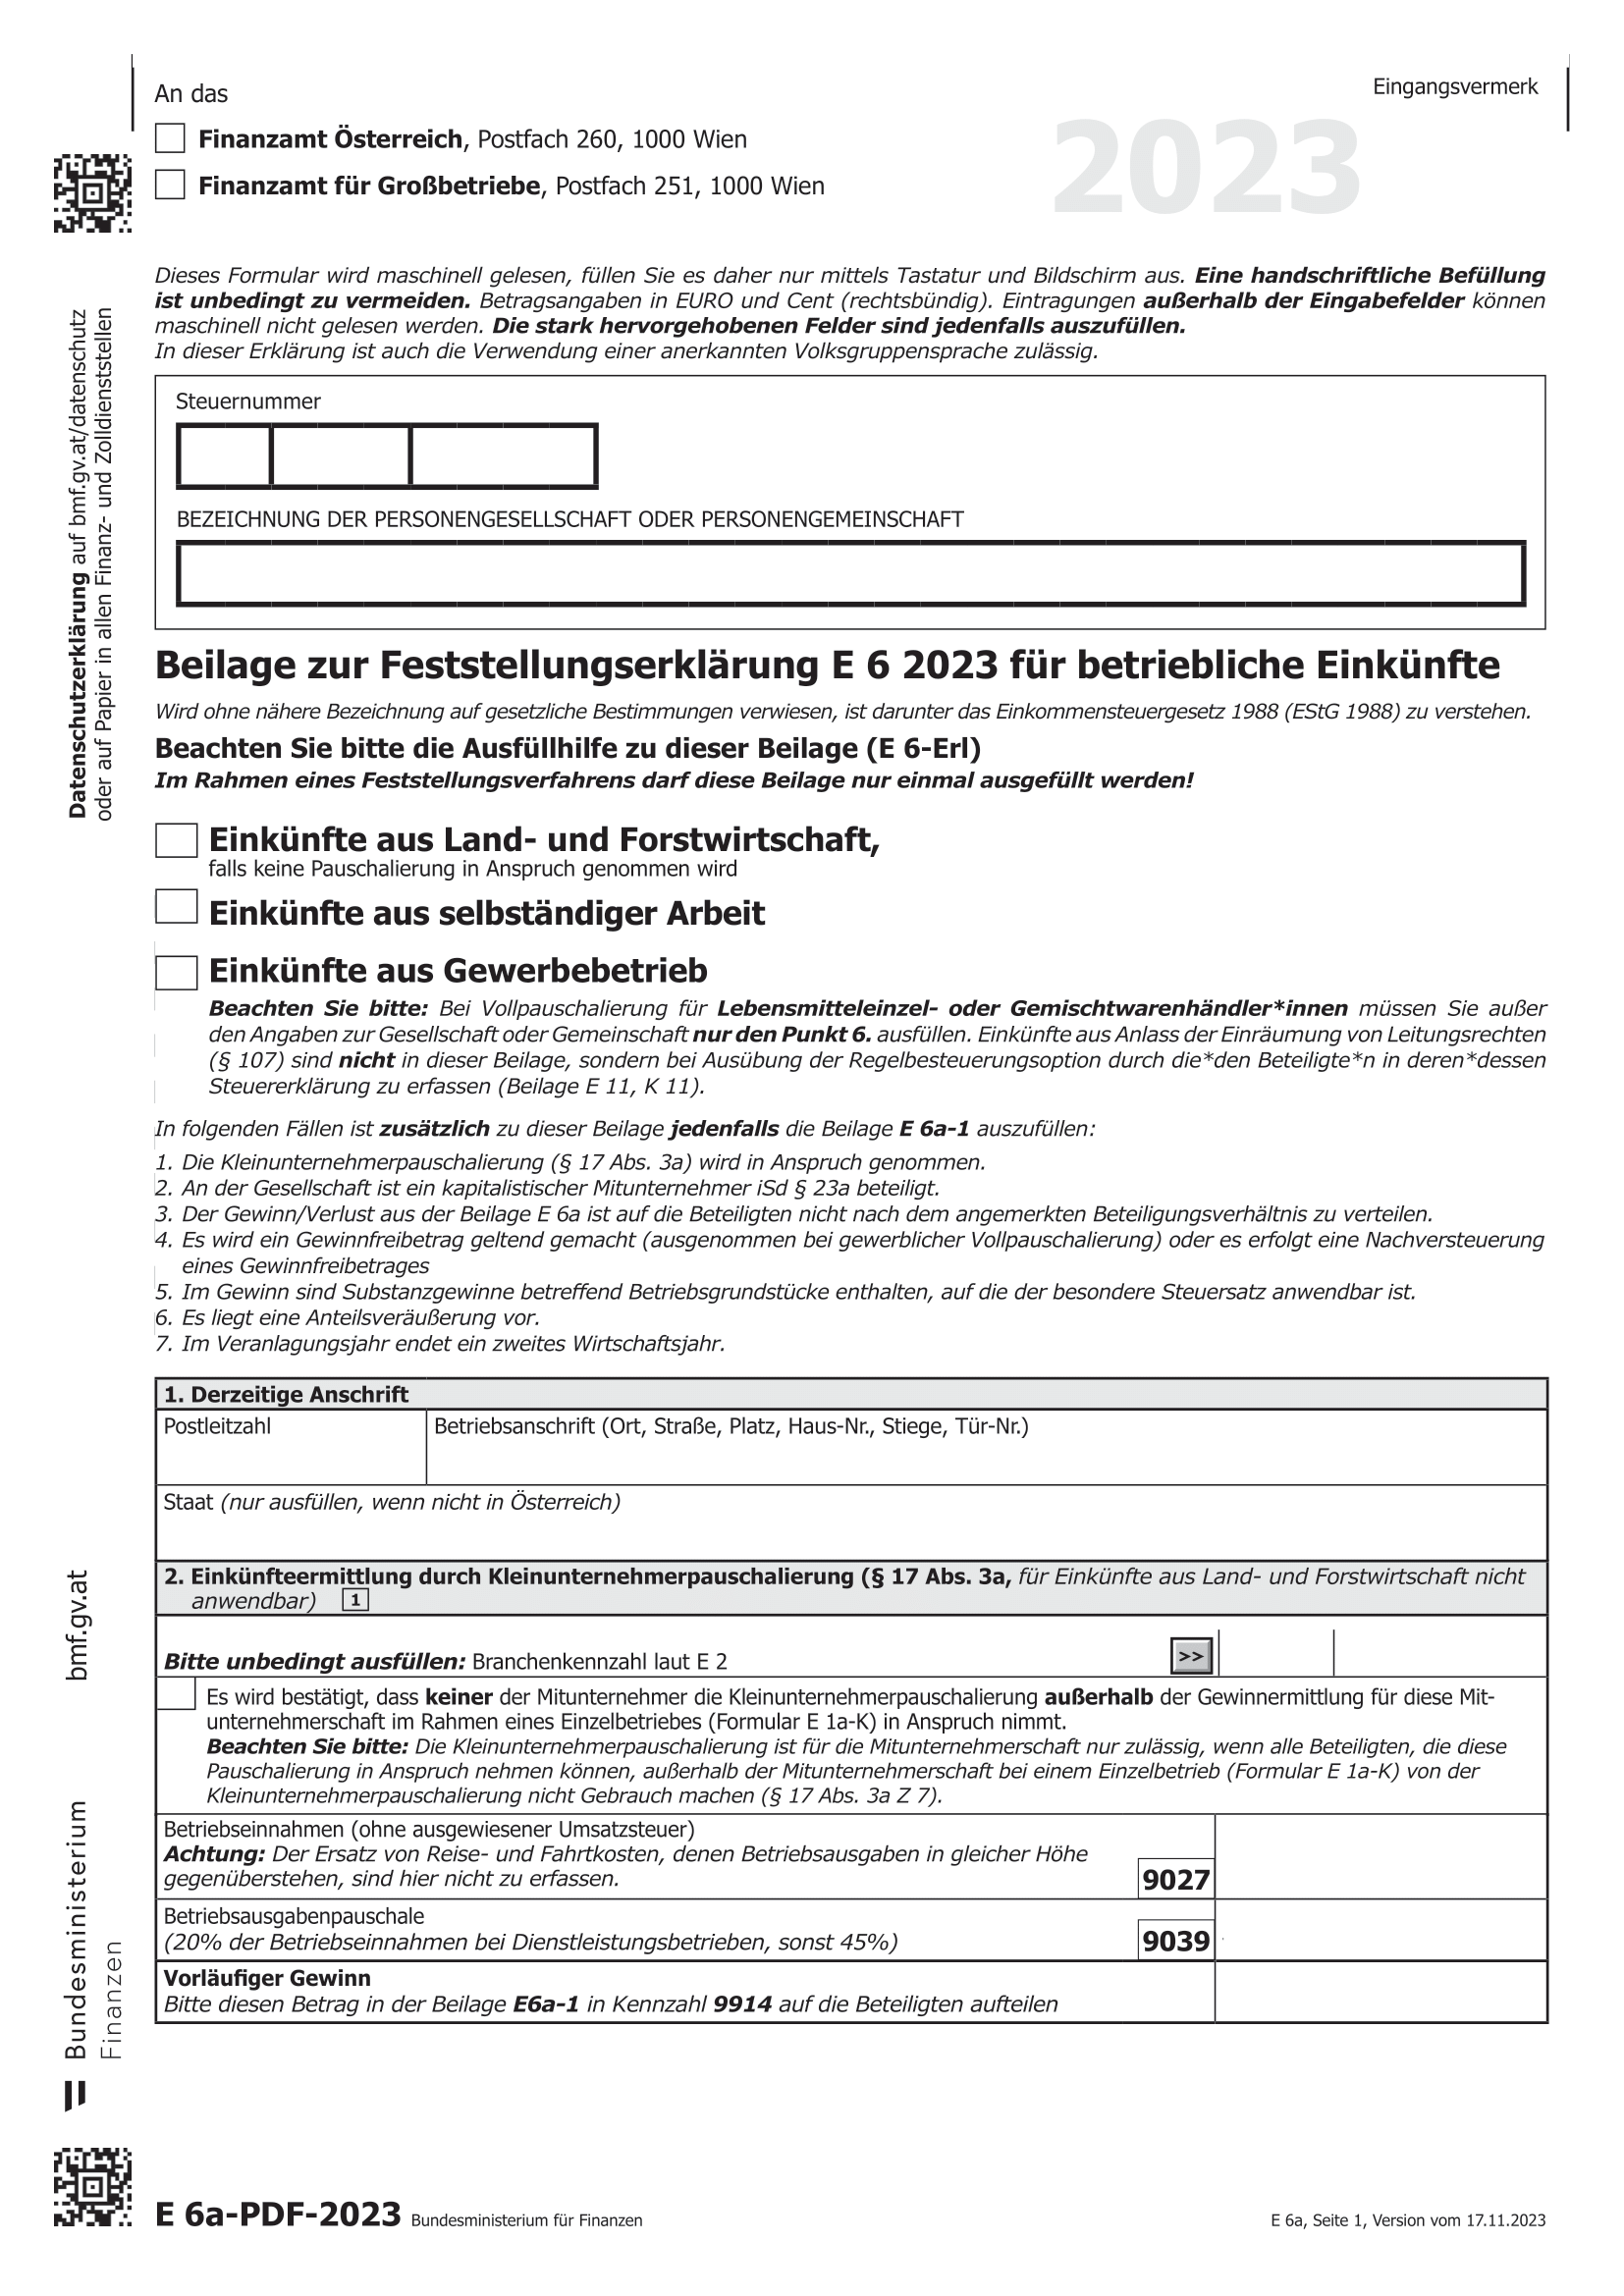 An das
Eingangsvermerk
Finanzamt Österreich, Postfach 260, 1000 Wien
Finanzamt für Großbetriebe, Postfach 251, 1000 Wien
2023
Dieses Formular wird maschinell gelesen, füllen Sie es daher nur mittels Tastatur und Bildschirm aus. Eine handschriftliche Befüllung
ist unbedingt zu vermeiden. Betragsangaben in EURO und Cent (rechtsbündig). Eintragungen außerhalb der Eingabefelder können
maschinell nicht gelesen werden. Die stark hervorgehobenen Felder sind jedenfalls auszufüllen.
In dieser Erklärung ist auch die Verwendung einer anerkannten Volksgruppensprache zulässig.
Datenschutzerklärung auf bmf.gv.at/datenschutz
oder auf Papier in allen Finanz- und Zolldienststellen
Steuernummer
BEZEICHNUNG DER PERSONENGESELLSCHAFT ODER PERSONENGEMEINSCHAFT
Beilage zur Feststellungserklärung E 6 2023 für betriebliche Einkünfte
Wird ohne nähere Bezeichnung auf gesetzliche Bestimmungen verwiesen, ist darunter das Einkommensteuergesetz 1988 (EStG 1988) zu verstehen.
Beachten Sie bitte die Ausfüllhilfe zu dieser Beilage (E 6-Erl)
Im Rahmen eines Feststellungsverfahrens darf diese Beilage nur einmal ausgefüllt werden!
Einkünfte aus Land- und Forstwirtschaft,
falls keine Pauschalierung in Anspruch genommen wird
Einkünfte aus selbständiger Arbeit
Einkünfte aus Gewerbebetrieb
Beachten Sie bitte: Bei Vollpauschalierung für Lebensmitteleinzel- oder Gemischtwarenhändler*innen müssen Sie außer
den Angaben zur Gesellschaft oder Gemeinschaft nur den Punkt 6. ausfüllen. Einkünfte aus Anlass der Einräumung von Leitungsrechten
(§ 107) sind nicht in dieser Beilage, sondern bei Ausübung der Regelbesteuerungsoption durch die*den Beteiligte*n in deren*dessen
Steuererklärung zu erfassen (Beilage E 11, K 11).
In folgenden Fällen ist zusätzlich zu dieser Beilage jedenfalls die Beilage E 6a-1 auszufüllen:
1. Die Kleinunternehmerpauschalierung (§ 17 Abs. 3a) wird in Anspruch genommen.
2. An der Gesellschaft ist ein kapitalistischer Mitunternehmer iSd § 23a beteiligt.
3. Der Gewinn/Verlust aus der Beilage E 6a ist auf die Beteiligten nicht nach dem angemerkten Beteiligungsverhältnis zu verteilen.
4. Es wird ein Gewinnfreibetrag geltend gemacht (ausgenommen bei gewerblicher Vollpauschalierung) oder es erfolgt eine Nachversteuerung
eines Gewinnfreibetrages
5. Im Gewinn sind Substanzgewinne betreffend Betriebsgrundstücke enthalten, auf die der besondere Steuersatz anwendbar ist.
6. Es liegt eine Anteilsveräußerung vor.
7. Im Veranlagungsjahr endet ein zweites Wirtschaftsjahr.
1. Derzeitige Anschrift
Postleitzahl
Betriebsanschrift (Ort, Straße, Platz, Haus-Nr., Stiege, Tür-Nr.)
Staat (nur ausfüllen, wenn nicht in Österreich)
2. Einkünfteermittlung durch Kleinunternehmerpauschalierung (§ 17 Abs. 3a, für Einkünfte aus Land- und Forstwirtschaft nicht
anwendbar) 1
Bitte unbedingt ausfüllen: Branchenkennzahl laut E 2 >>
Es wird bestätigt, dass keiner der Mitunternehmer die Kleinunternehmerpauschalierung außerhalb der Gewinnermittlung für diese Mit-
unternehmerschaft im Rahmen eines Einzelbetriebes (Formular E 1a-K) in Anspruch nimmt.
Beachten Sie bitte: Die Kleinunternehmerpauschalierung ist für die Mitunternehmerschaft nur zulässig, wenn alle Beteiligten, die diese
Pauschalierung in Anspruch nehmen können, außerhalb der Mitunternehmerschaft bei einem Einzelbetrieb (Formular E 1a-K) von der
Kleinunternehmerpauschalierung nicht Gebrauch machen (§ 17 Abs. 3a Z 7).
Betriebseinnahmen (ohne ausgewiesener Umsatzsteuer)
Achtung: Der Ersatz von Reise- und Fahrtkosten, denen Betriebsausgaben in gleicher Höhe
gegenüberstehen, sind hier nicht zu erfassen.
9027
Betriebsausgabenpauschale
(20% der Betriebseinnahmen bei Dienstleistungsbetrieben, sonst 45%)
9039
Vorläufiger Gewinn
Bitte diesen Betrag in der Beilage E6a-1 in Kennzahl 9914 auf die Beteiligten aufteilen
bmf.gv.at
Bundesministerium
Finanzen
E 6a-PDF-2023 Bundesministerium für Finanzen
E 6a, Seite 1, Version vom 17.11.2023